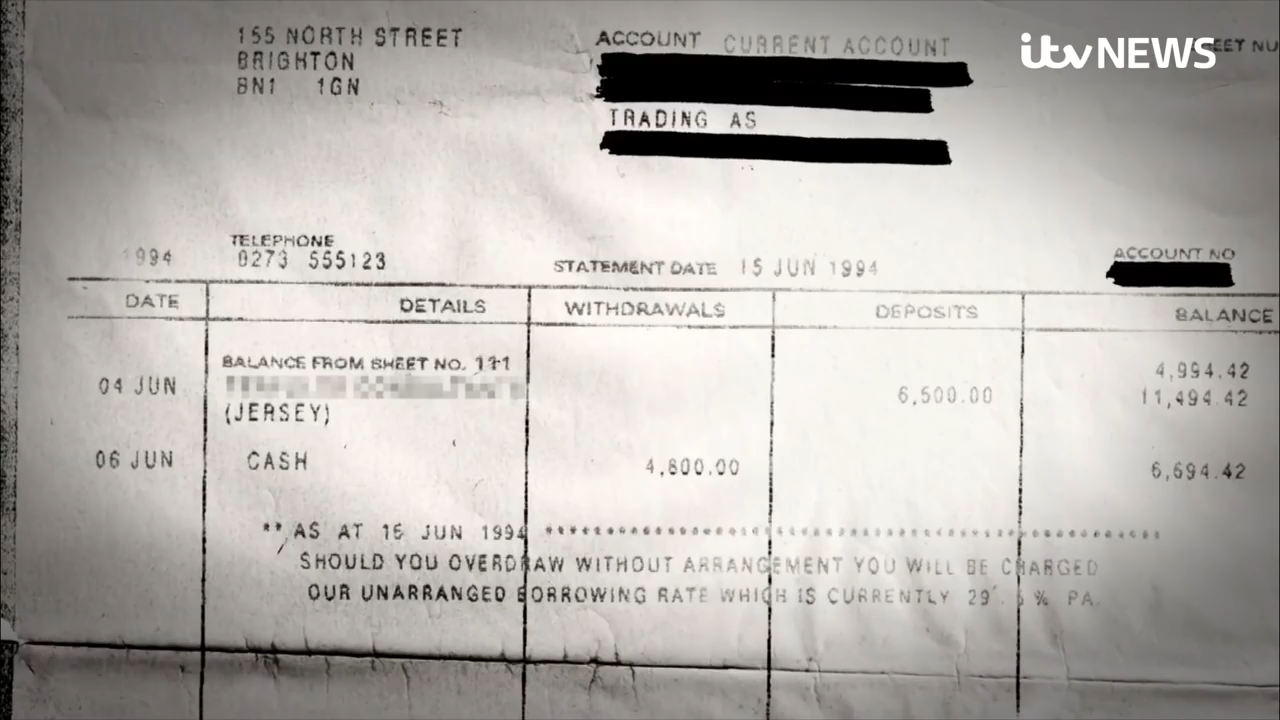 155 NORTH STREET
BRIGHTON
BN1 1GN
ACCOUNT CURRENT ACCOUNT
TRADING AS
itv NEWS
TELEPHONE
0273 555123
1994
STATEMENT DATE 15 JUN 1994
ACCOUNT NO
DATE DETAILS WITHDRAWALS DEPOSITS BALANCE
BALANCE FROM SHEET NO. 4,994.42
04 JUN 6,500.00 11,494.42
(JERSEY)
06 JUN CASH 4,800.00 6,694.42
** AS AT JUN 1994
SHOULD YOU OVERDRAW WITHOUT ARRANGEMENT YOU WILL BE CHARGED
OUR UNARRANGED BORROWING RATE WHICH IS CURRENTLY % PA